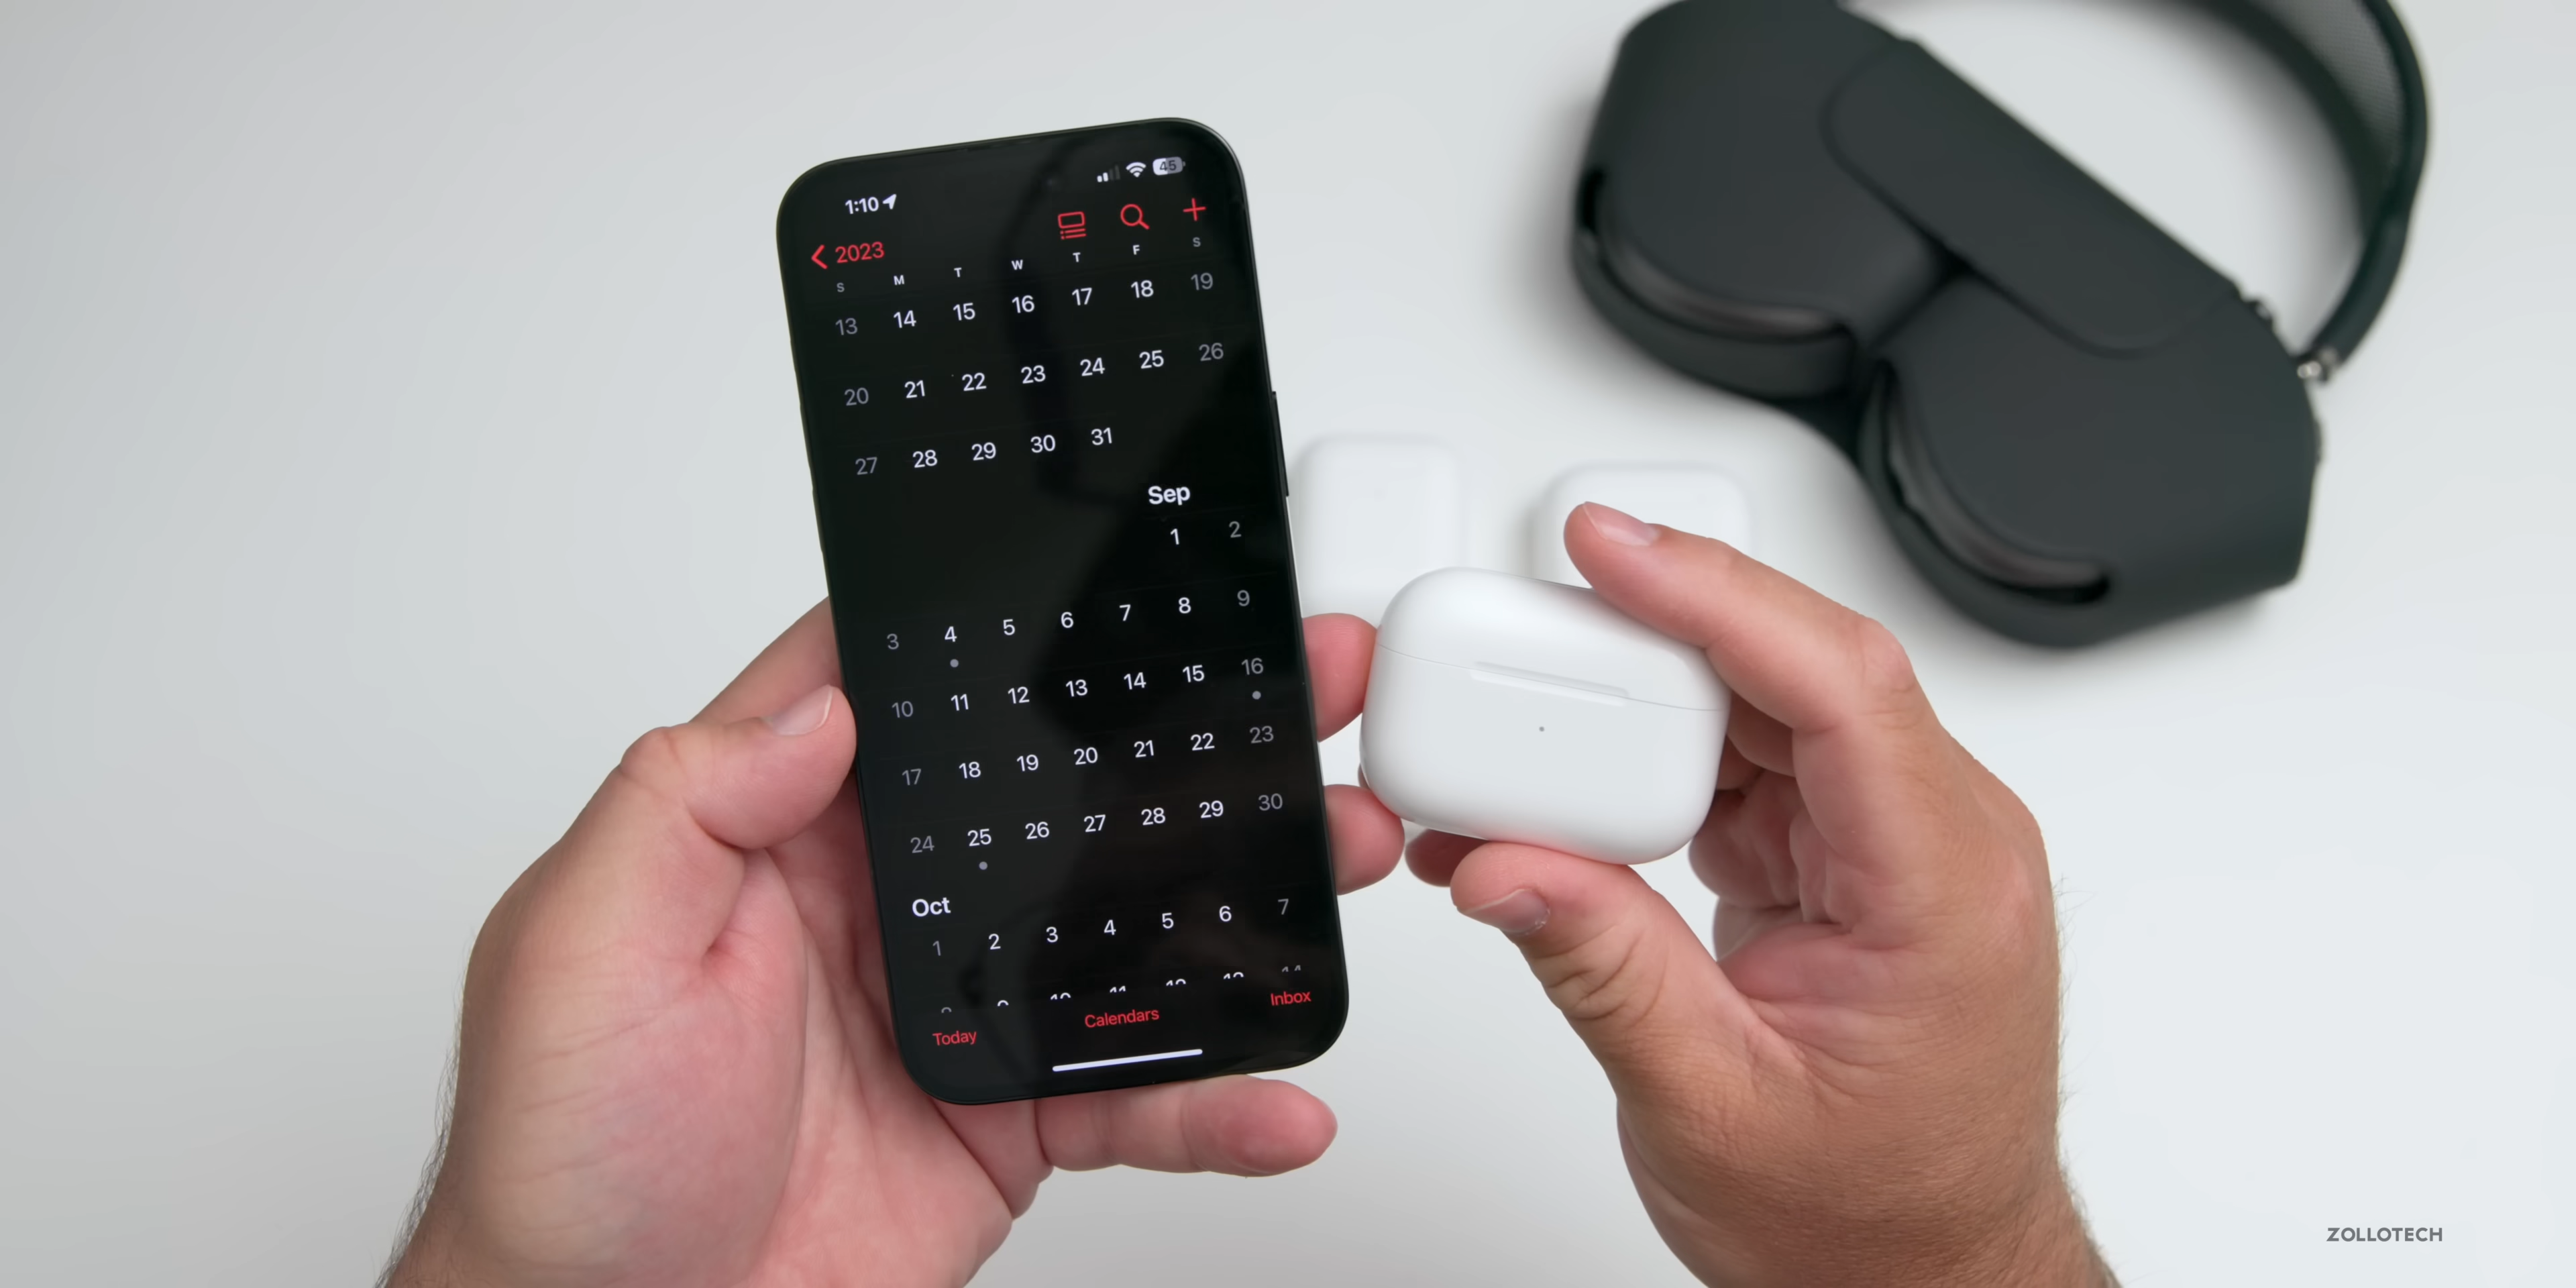 1:10 45
2023
S M T W T F S
13 14 15 16 17 18 19
20 21 22 23 24 25 26
27 28 29 30 31
Sep
1 2
3 4 5 6 7 8 9
10 11 12 13 14 15 16
17 18 19 20 21 22 23
24 25 26 27 28 29 30
Oct
1 2 3 4 5 6 7
Today Calendars Inbox
ZOLLOTECH